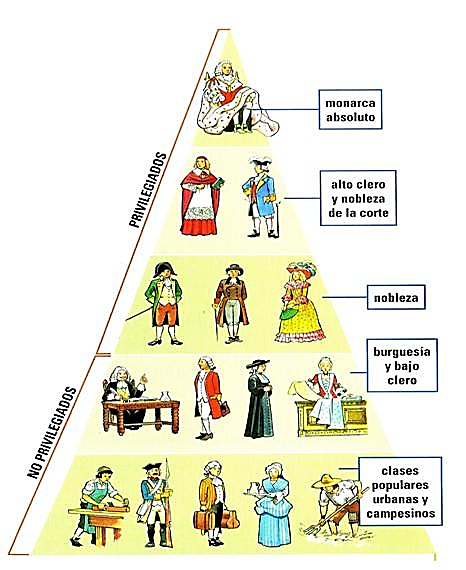 monarca
absoluto
PRIVILEGIADOS
alto clero
y nobleza
de la corte
nobleza
burguesía
y bajo
clero
NO PRIVILEGIADOS
clases
populares
urbanas y
campesinos